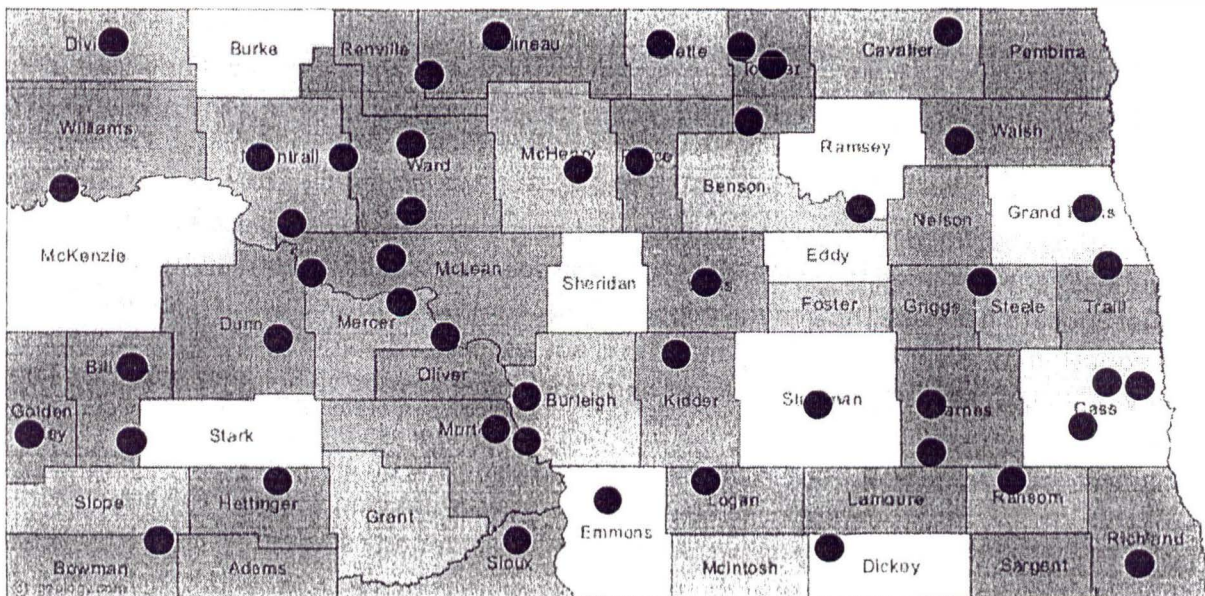 Burke
Renville
Cavalier
Pembina
Williams
Ward
McHenry
Ramsey
Walsh
Benson
Nelson
McKenzie
McLean
Sheridan
Eddy
Foster
Griggs
Steele
Traill
Dunn
Mercer
Oliver
Burleigh
Kidder
Cass
Golden
Stark
Slope
Hettinger
Grant
Emmons
Logan
Lamoure
Ransom
Richland
Bowman
Adams
Sioux
McIntosh
Dickey
Sargent